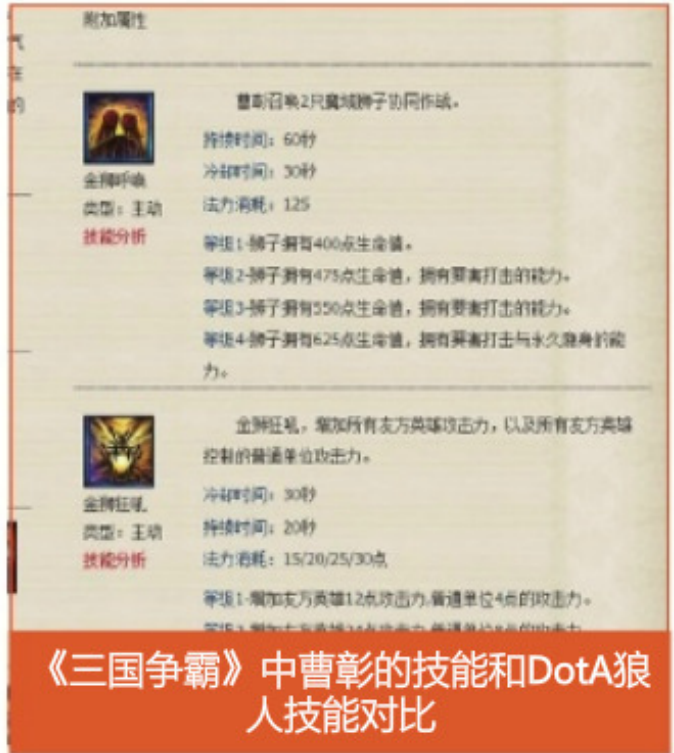 附加属性
气
在
的
曹彰召唤2只魔域狮子协同作战。
持续时间：60秒
冷却时间：30秒
法力消耗：125
金狮呼唤
类型：主动
技能分析
等级1-狮子拥有400点生命值。
等级2-狮子拥有475点生命值，拥有要害打击的能力。
等级3-狮子拥有550点生命值，拥有要害打击的能力。
等级4-狮子拥有625点生命值，拥有要害打击与永久隐身的能
力。
金狮狂吼，增加所有友方英雄攻击力，以及所有友方英雄
控制的普通单位攻击力。
冷却时间：30秒
持续时间：20秒
法力消耗：15/20/25/30点
金狮狂吼
类型：主动
技能分析
等级1-增加友方英雄12点攻击力,普通单位4点的攻击力。
《三国争霸》中曹彰的技能和DotA狼
人技能对比